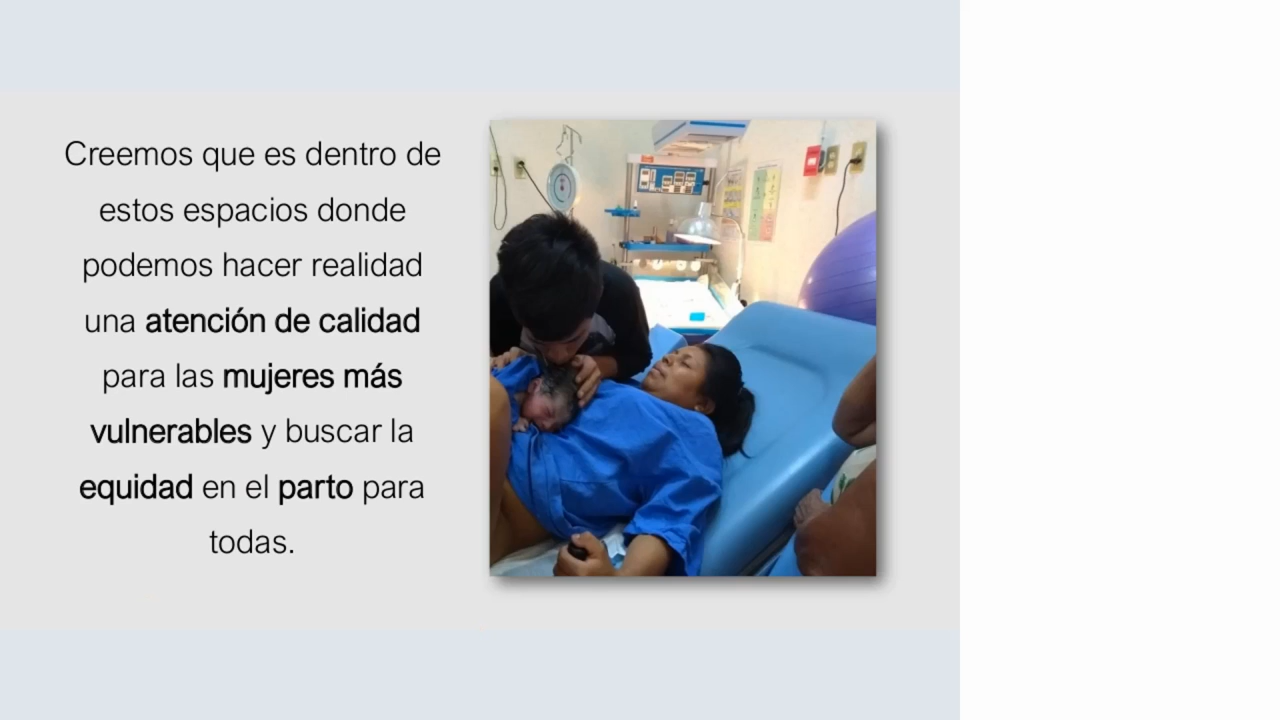 Creemos que es dentro de
estos espacios donde
podemos hacer realidad
una atención de calidad
para las mujeres más
vulnerables y buscar la
equidad en el parto para
todas.